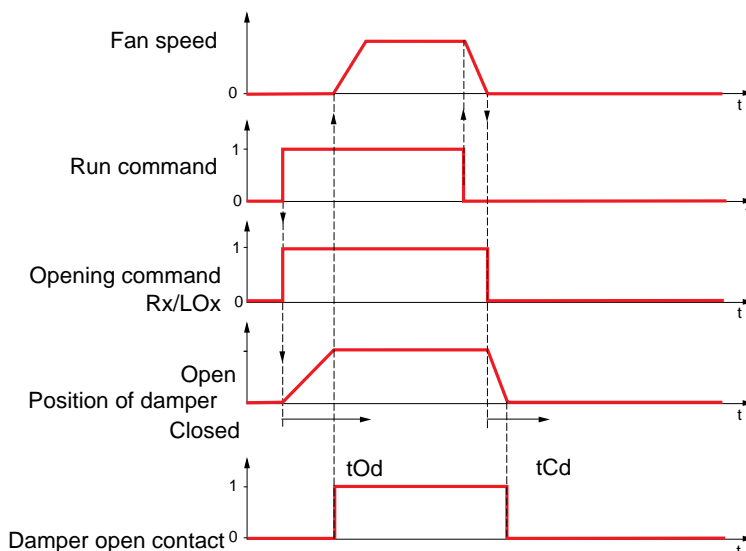 Fan speed
0
t
Run command
1
0
t
Opening command
Rx/LOx
1
0
t
Open
Position of damper
Closed
t
tOd
tCd
1
Damper open contact
0
t